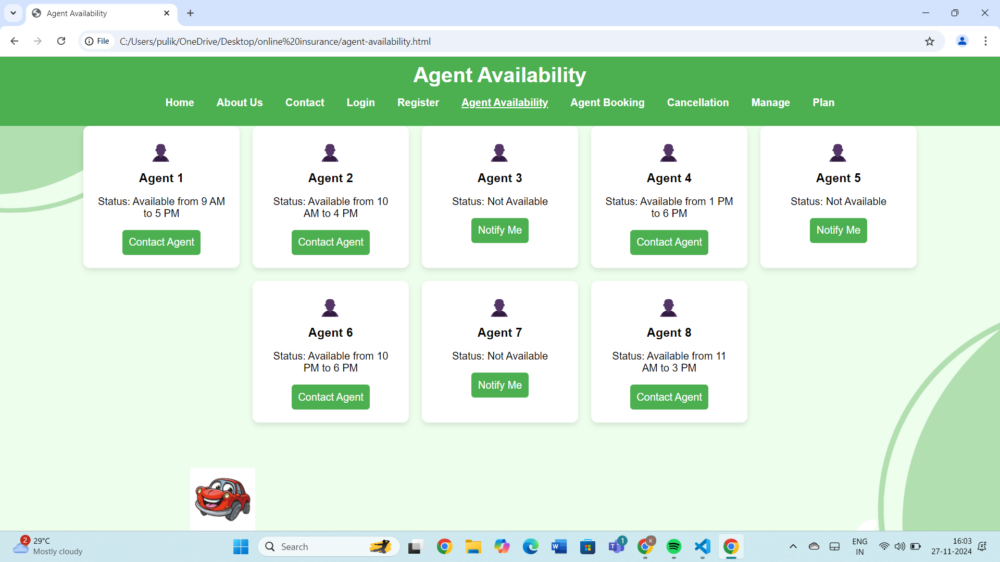 Agent Availability
File
C:/Users/pulik/OneDrive/Desktop/online%20insurance/agent-availability.html
Agent Availability
Home About Us Contact Login Register Agent Availability Agent Booking Cancellation Manage Plan
Agent 1
Status: Available from 9 AM
to 5 PM
Contact Agent
Agent 2
Status: Available from 10
AM to 4 PM
Contact Agent
Agent 3
Status: Not Available
Notify Me
Agent 4
Status: Available from 1 PM
to 6 PM
Contact Agent
Agent 5
Status: Not Available
Notify Me
Agent 6
Status: Available from 10
PM to 6 PM
Contact Agent
Agent 7
Status: Not Available
Notify Me
Agent 8
Status: Available from 11
AM to 3 PM
Contact Agent
2
29°C
Mostly cloudy
Search
W
T
1
K
ENG
IN
16:03
27-11-2024